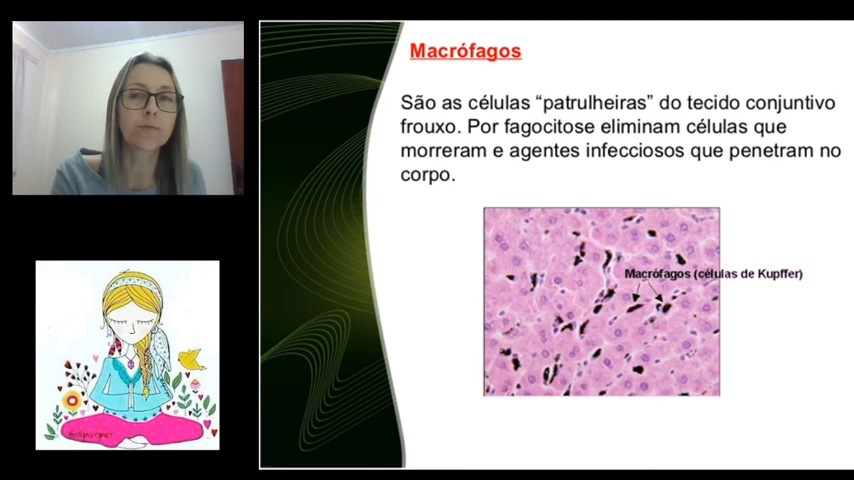 Macrófagos
São as células “patrulheiras” do tecido conjuntivo
frouxo. Por fagocitose eliminam células que
morreram e agentes infecciosos que penetram no
corpo.
Macrófagos (células de Kupffer)